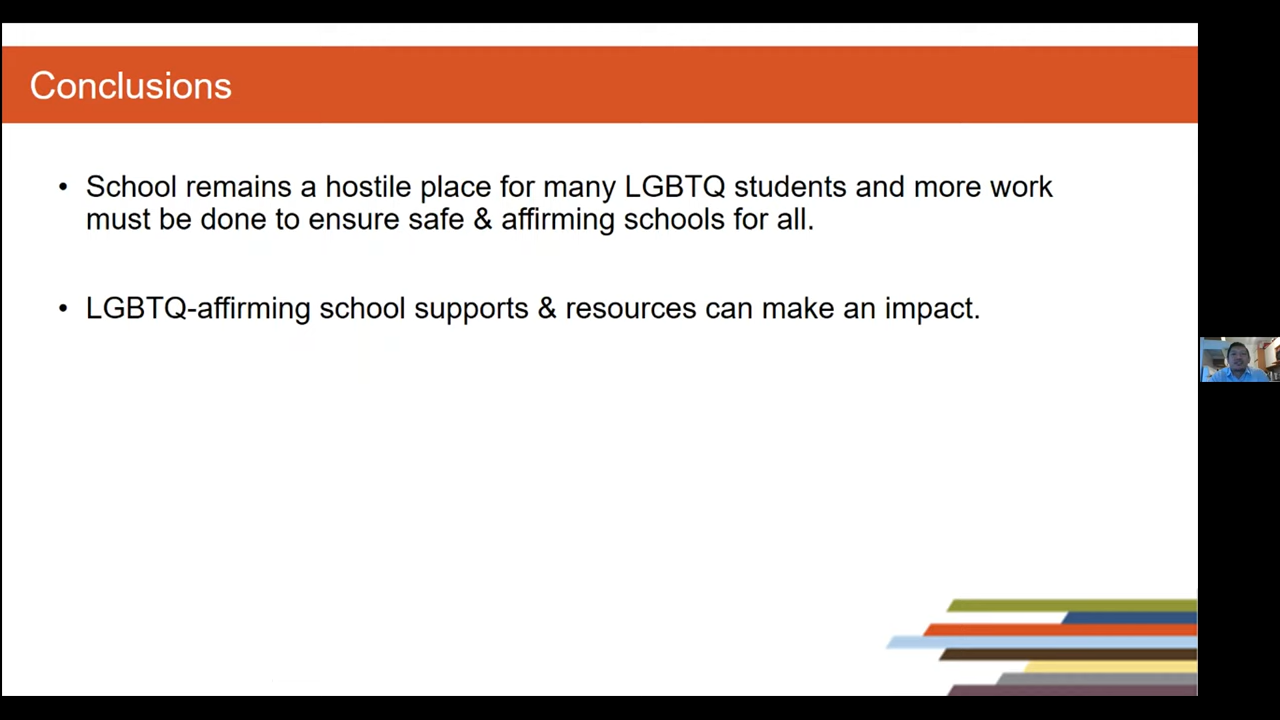 Conclusions
• School remains a hostile place for many LGBTQ students and more work
must be done to ensure safe & affirming schools for all.
• LGBTQ-affirming school supports & resources can make an impact.